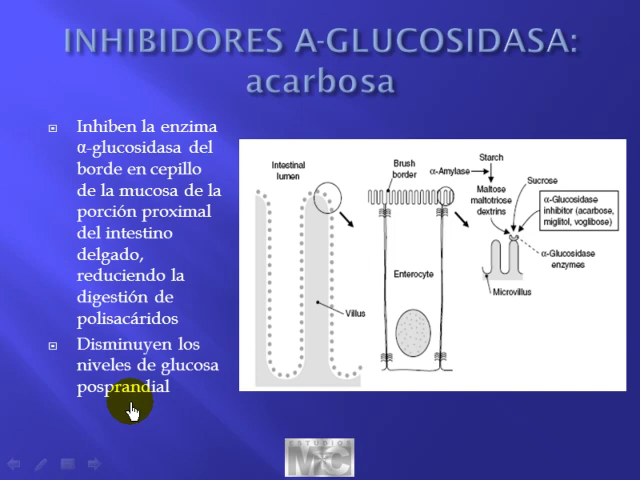 INHIBIDORES A-GLUCOSIDASA:
acarbosa
Inhiben la enzima
α-glucosidasa del
borde en cepillo
de la mucosa de la
porción proximal
del intestino
delgado,
reduciendo la
digestión de
polisacáridos
Disminuyen los
niveles de glucosa
posprandial
Intestinal
lumen
Villus
Brush
border
Enterocyte
Starch
α-Amylase
Maltose
maltotriose
dextrins
Sucrose
α-Glucosidase
inhibitor (acarbose,
miglitol, voglibose)
α-Glucosidase
enzymes
Microvillus
ESTUDIOS
MC